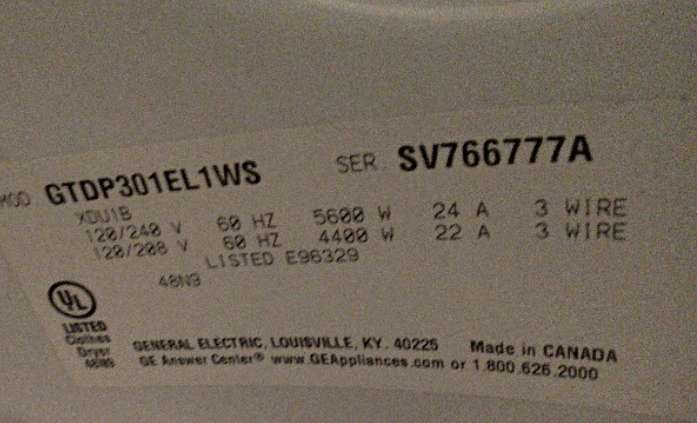 MOD GTDP301EL1WS SER. SV766777A
XDU1B
120/240 V 60 HZ 5600 W 24 A 3 WIRE
120/208 V 60 HZ 4400 W 22 A 3 WIRE
LISTED E96329
48N9
UL
LISTED
Clothes
Dryer
48N9
GENERAL ELECTRIC, LOUISVILLE, KY. 40225 Made in CANADA
GE Answer Center® www.GEAppliances.com or 1.800.626.2000